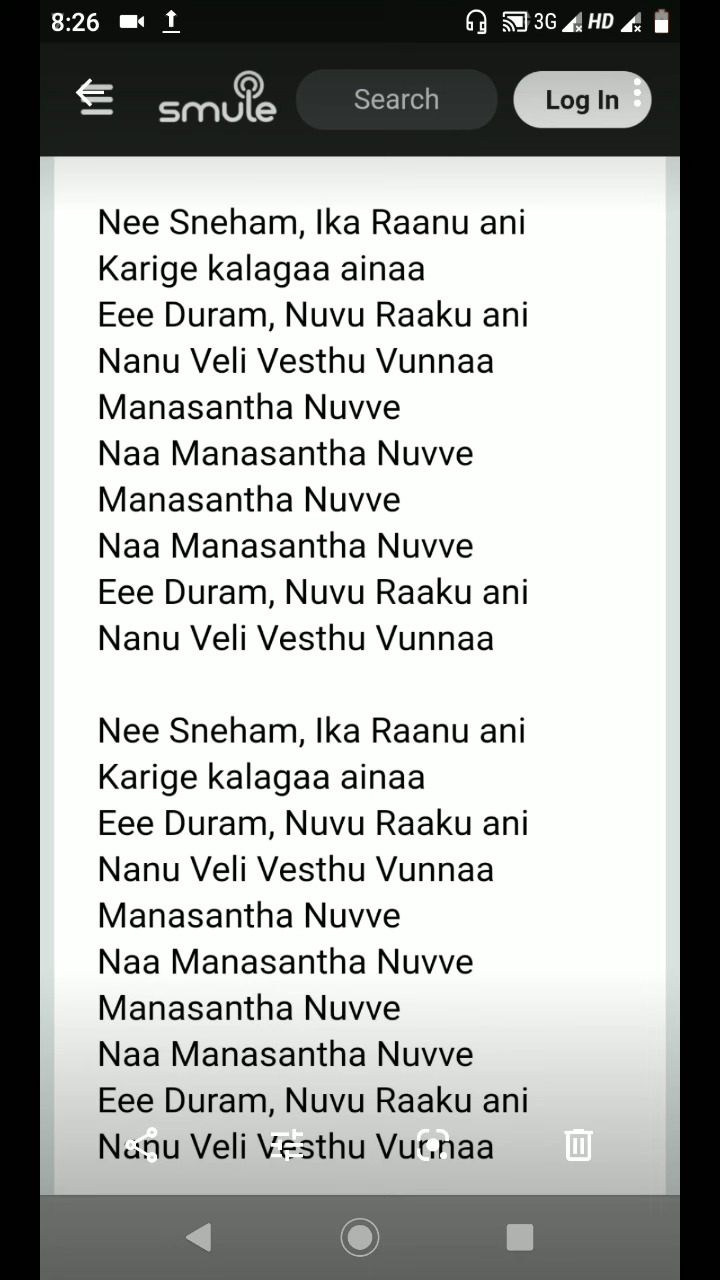 8:26 3G HD
smule Search Log In
Nee Sneham, Ika Raanu ani
Karige kalagaa ainaa
Eee Duram, Nuvu Raaku ani
Nanu Veli Vesthu Vunnaa
Manasantha Nuvve
Naa Manasantha Nuvve
Manasantha Nuvve
Naa Manasantha Nuvve
Eee Duram, Nuvu Raaku ani
Nanu Veli Vesthu Vunnaa
Nee Sneham, Ika Raanu ani
Karige kalagaa ainaa
Eee Duram, Nuvu Raaku ani
Nanu Veli Vesthu Vunnaa
Manasantha Nuvve
Naa Manasantha Nuvve
Manasantha Nuvve
Naa Manasantha Nuvve
Eee Duram, Nuvu Raaku ani
Nanu Veli Vesthu Vunnaa